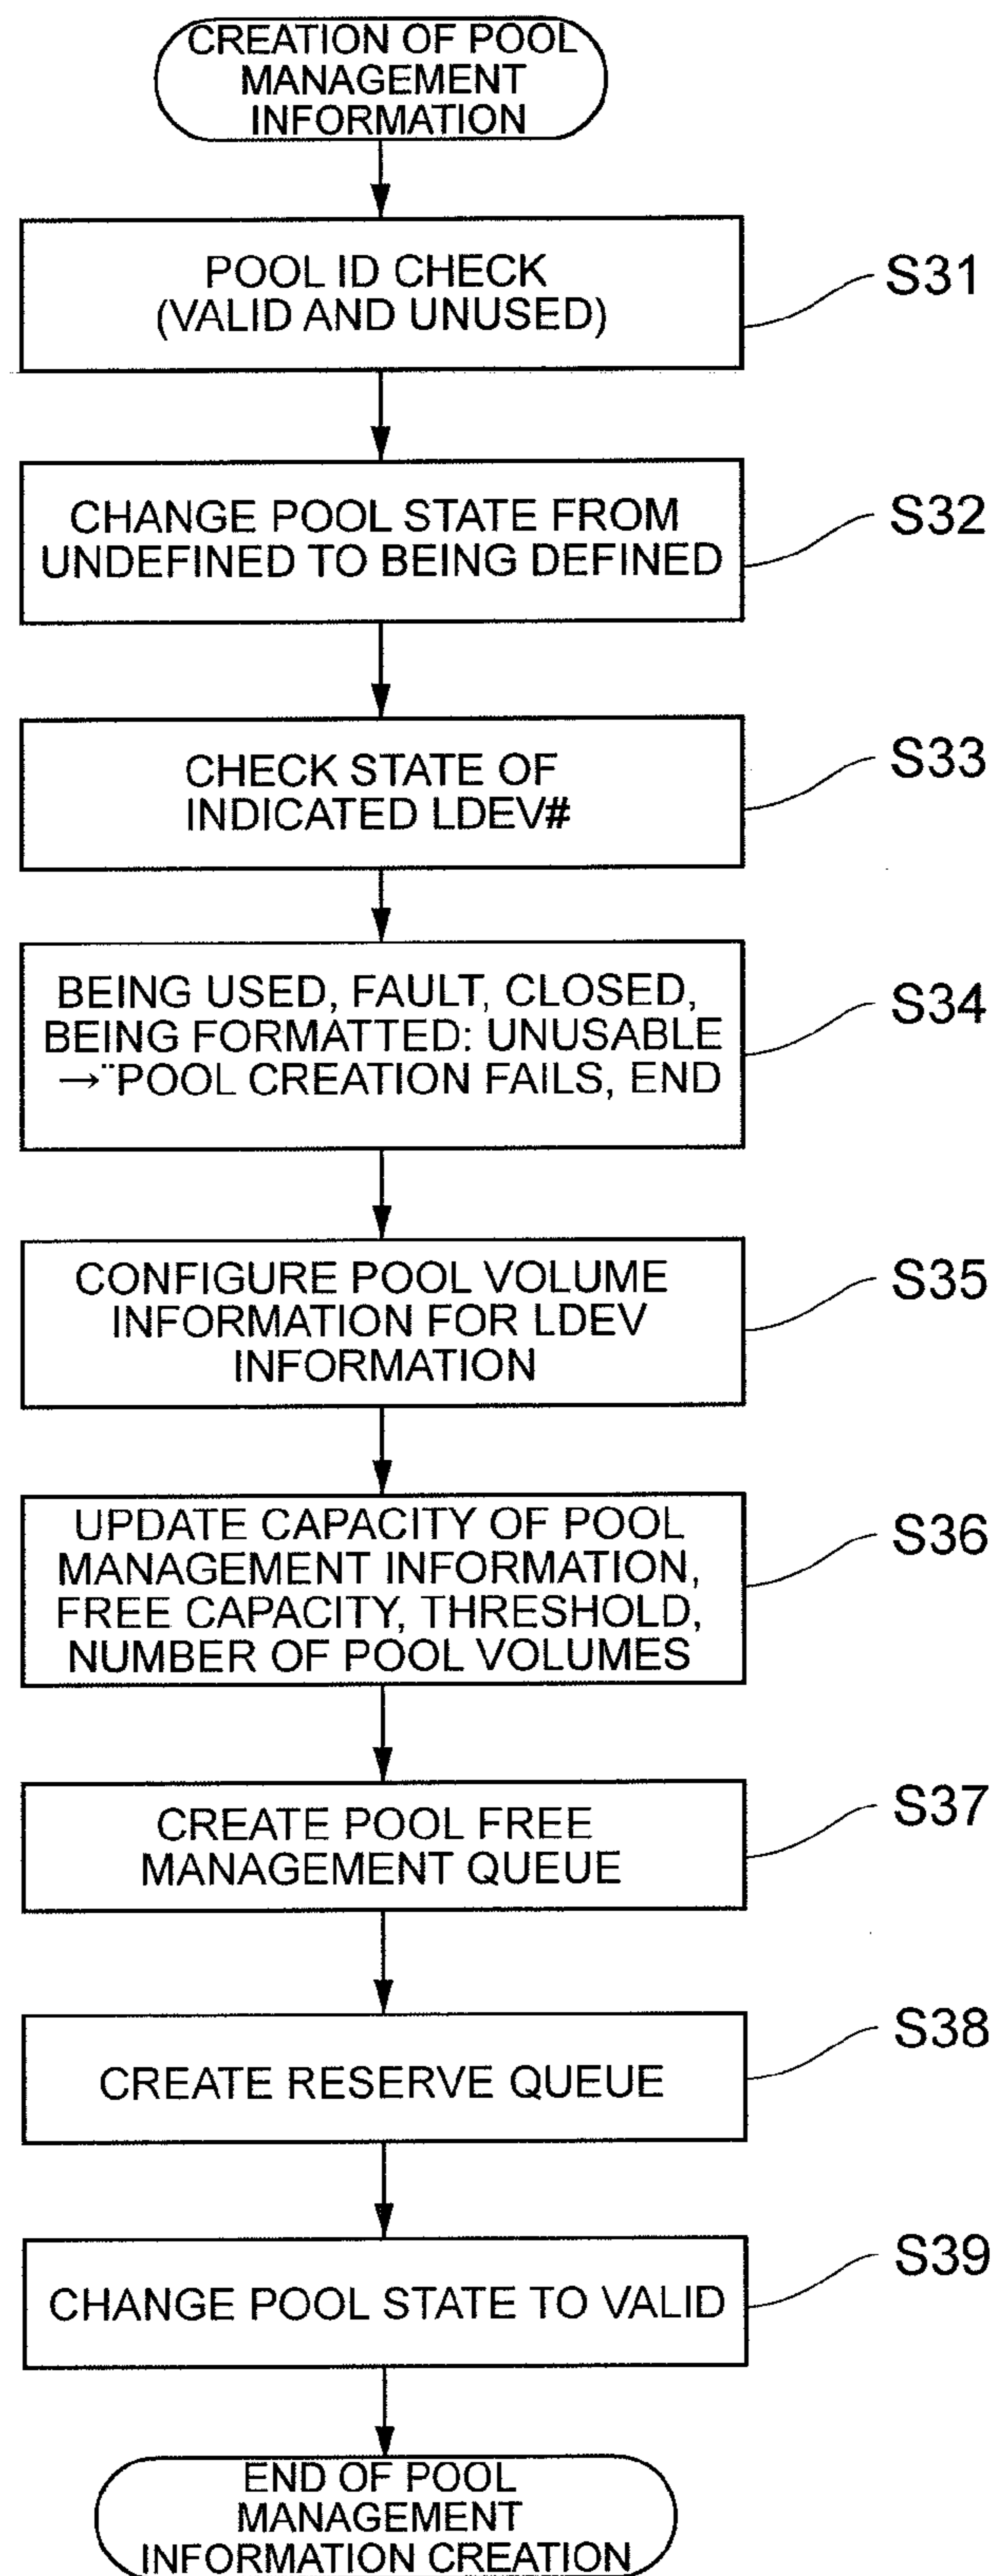 CREATION OF POOL
MANAGEMENT
INFORMATION
POOL ID CHECK
(VALID AND UNUSED)
S31
CHANGE POOL STATE FROM
UNDEFINED TO BEING DEFINED
S32
CHECK STATE OF
INDICATED LDEV#
S33
BEING USED, FAULT, CLOSED,
BEING FORMATTED: UNUSABLE
→¨POOL CREATION FAILS, END
S34
CONFIGURE POOL VOLUME
INFORMATION FOR LDEV
INFORMATION
S35
UPDATE CAPACITY OF POOL
MANAGEMENT INFORMATION,
FREE CAPACITY, THRESHOLD,
NUMBER OF POOL VOLUMES
S36
CREATE POOL FREE
MANAGEMENT QUEUE
S37
CREATE RESERVE QUEUE
S38
CHANGE POOL STATE TO VALID
S39
END OF POOL
MANAGEMENT
INFORMATION CREATION